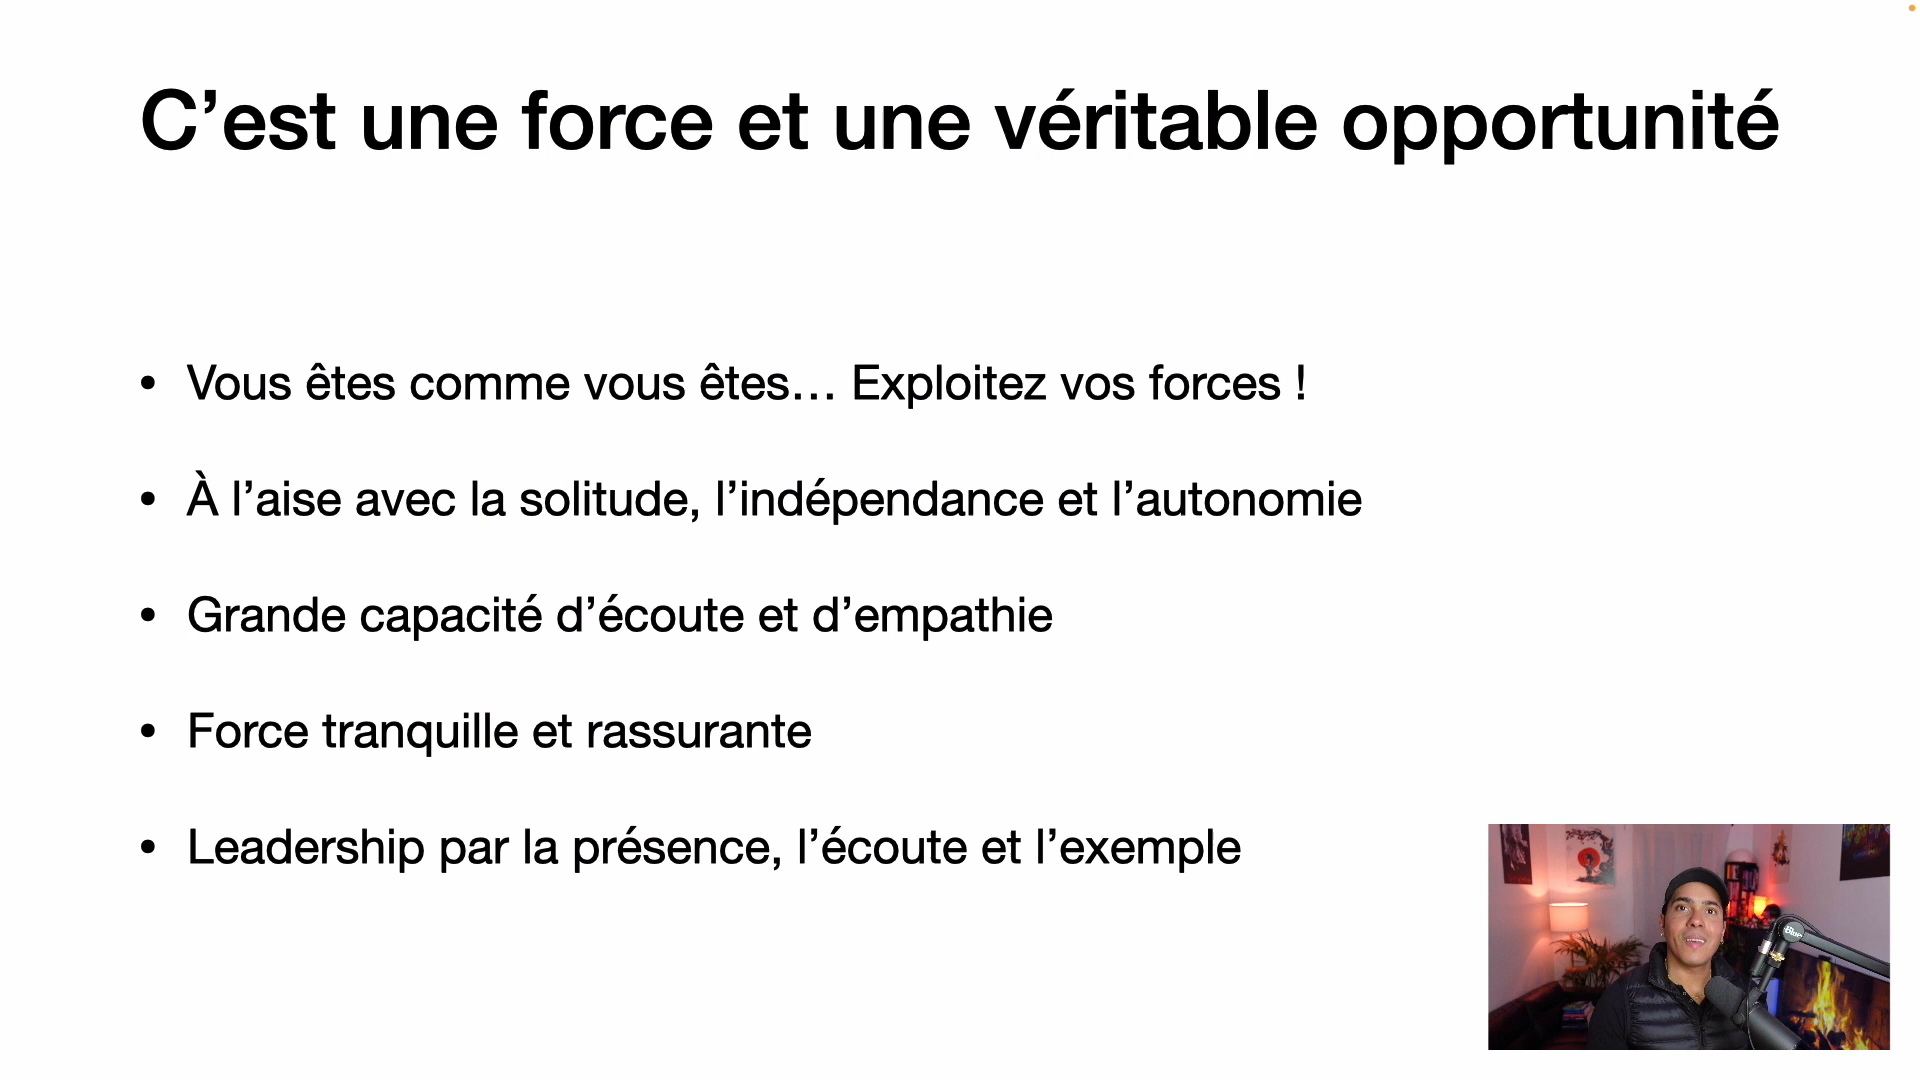 C’est une force et une véritable opportunité
• Vous êtes comme vous êtes… Exploitez vos forces !
• À l’aise avec la solitude, l’indépendance et l’autonomie
• Grande capacité d’écoute et d’empathie
• Force tranquille et rassurante
• Leadership par la présence, l’écoute et l’exemple
Blue